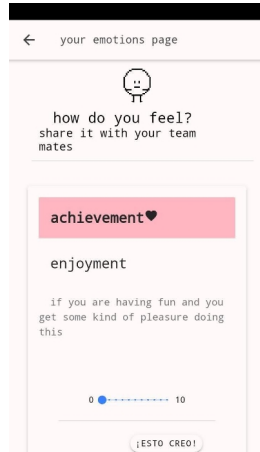 your emotions page
how do you feel?
share it with your team
mates
achievement♥
enjoyment
if you are having fun and you
get some kind of pleasure doing
this
0 10
¡ESTO CREO!